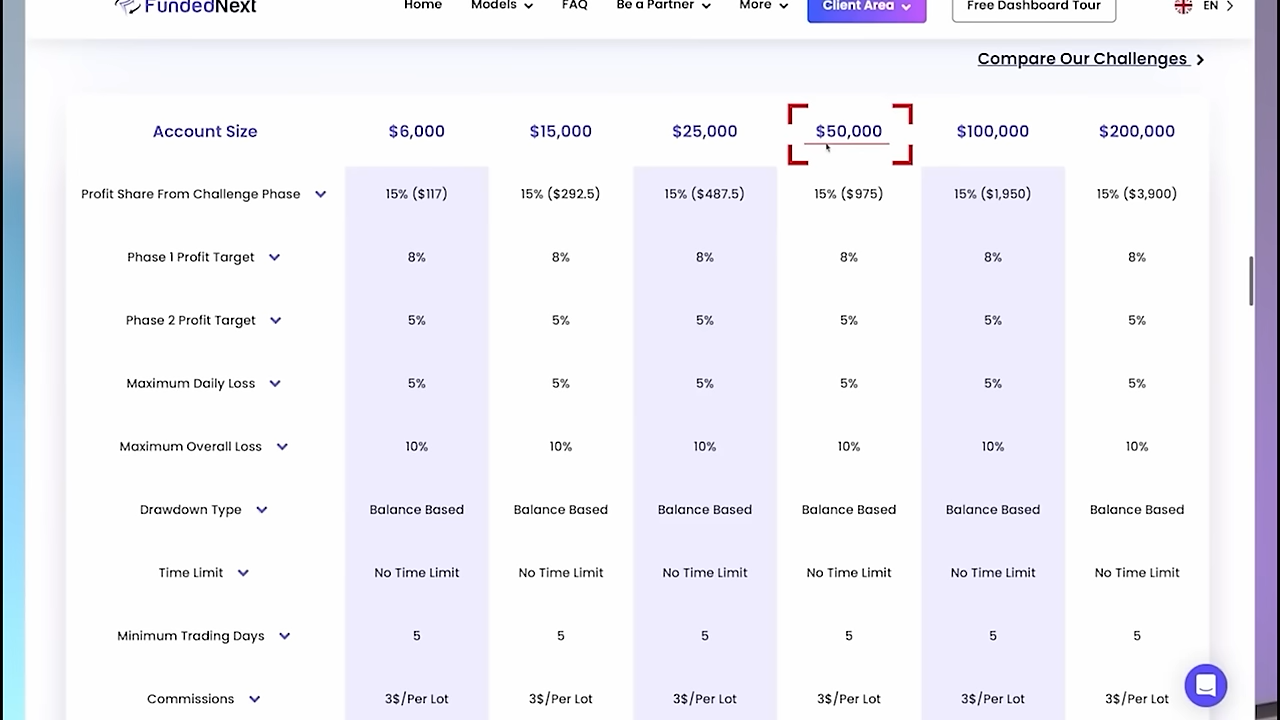 FundedNext Home Models FAQ Be a Partner More Client Area Free Dashboard Tour EN
Compare Our Challenges
Account Size $6,000 $15,000 $25,000 $50,000 $100,000 $200,000
Profit Share From Challenge Phase 15% ($117) 15% ($292.5) 15% ($487.5) 15% ($975) 15% ($1,950) 15% ($3,900)
Phase 1 Profit Target 8% 8% 8% 8% 8% 8%
Phase 2 Profit Target 5% 5% 5% 5% 5% 5%
Maximum Daily Loss 5% 5% 5% 5% 5% 5%
Maximum Overall Loss 10% 10% 10% 10% 10% 10%
Drawdown Type Balance Based Balance Based Balance Based Balance Based Balance Based Balance Based
Time Limit No Time Limit No Time Limit No Time Limit No Time Limit No Time Limit No Time Limit
Minimum Trading Days 5 5 5 5 5 5
Commissions 3$/Per Lot 3$/Per Lot 3$/Per Lot 3$/Per Lot 3$/Per Lot 3$/Per Lot